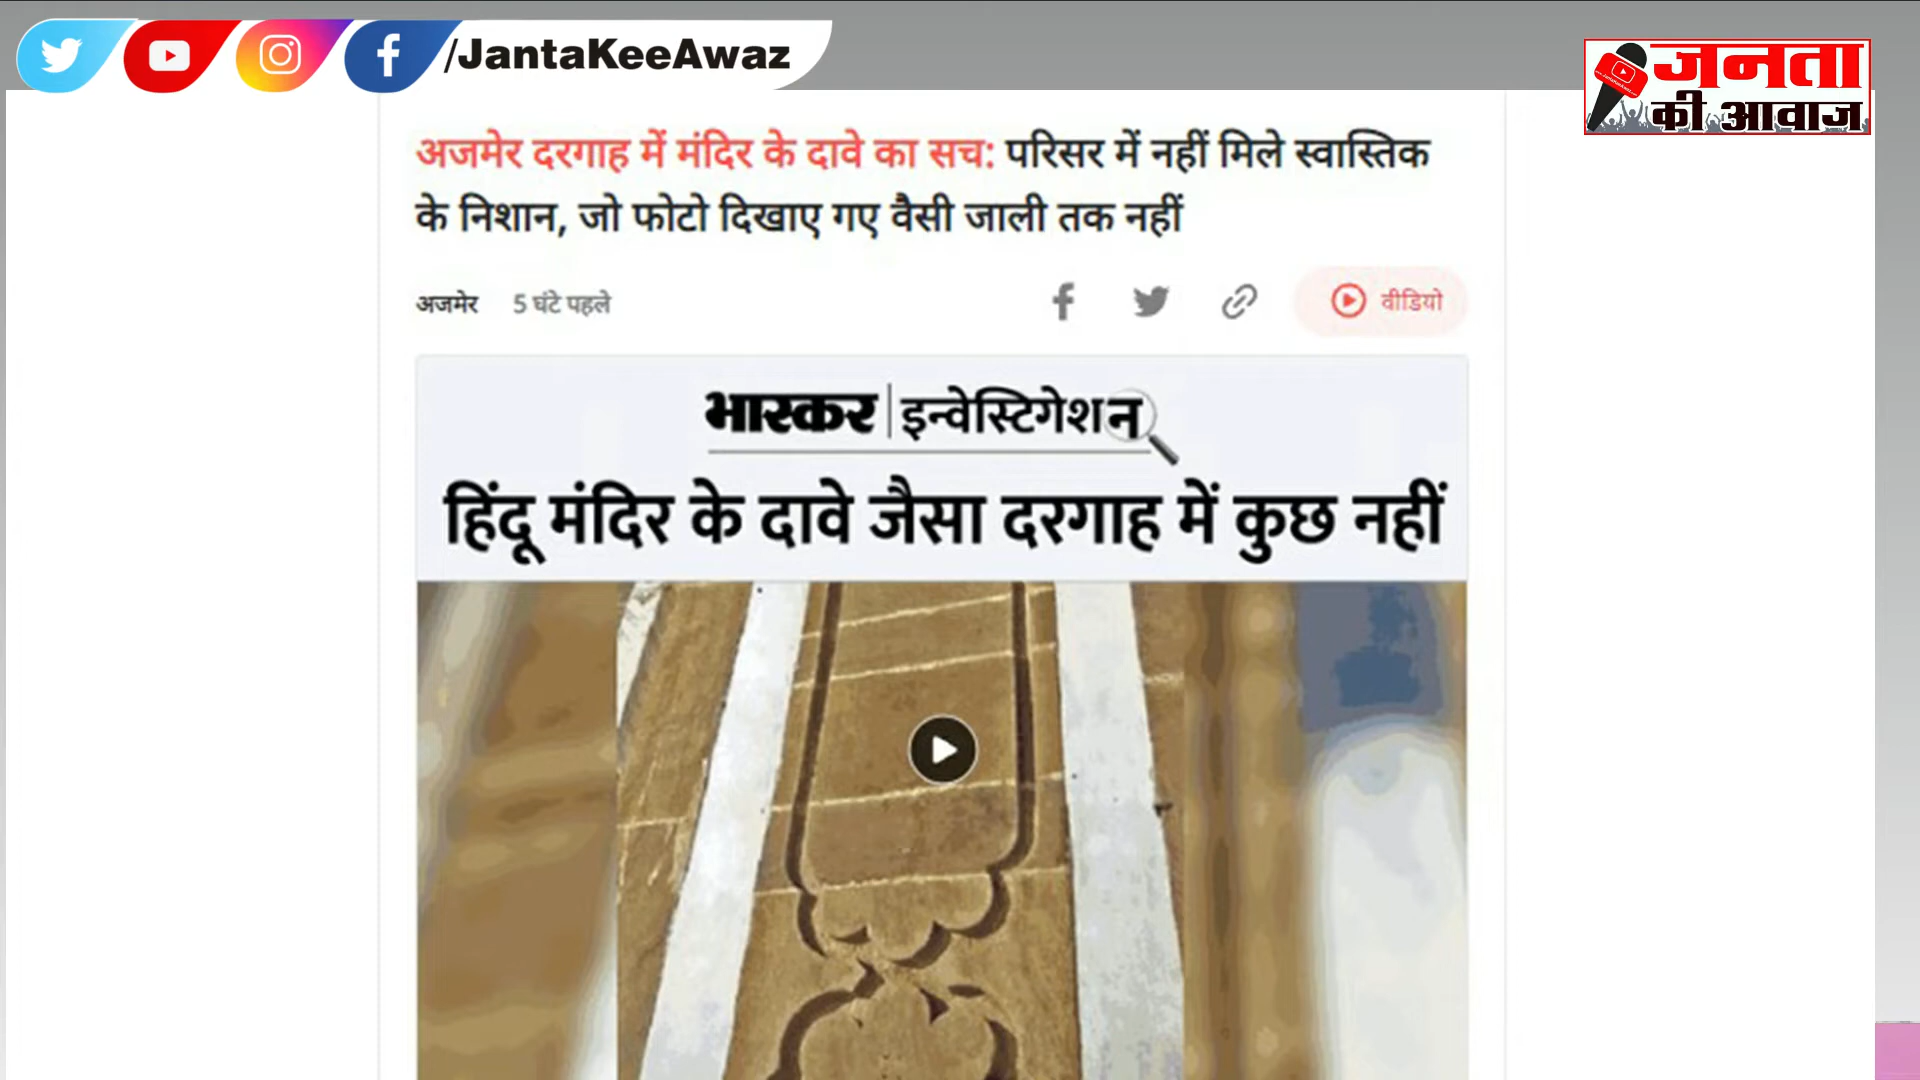 /JantaKeeAwaz
जनता
की आवाज
अजमेर दरगाह में मंदिर के दावे का सच: परिसर में नहीं मिले स्वास्तिक
के निशान, जो फोटो दिखाए गए वैसी जाली तक नहीं
अजमेर 5 घंटे पहले
वीडियो
भास्कर इन्वेस्टिगेशन
हिंदू मंदिर के दावे जैसा दरगाह में कुछ नहीं